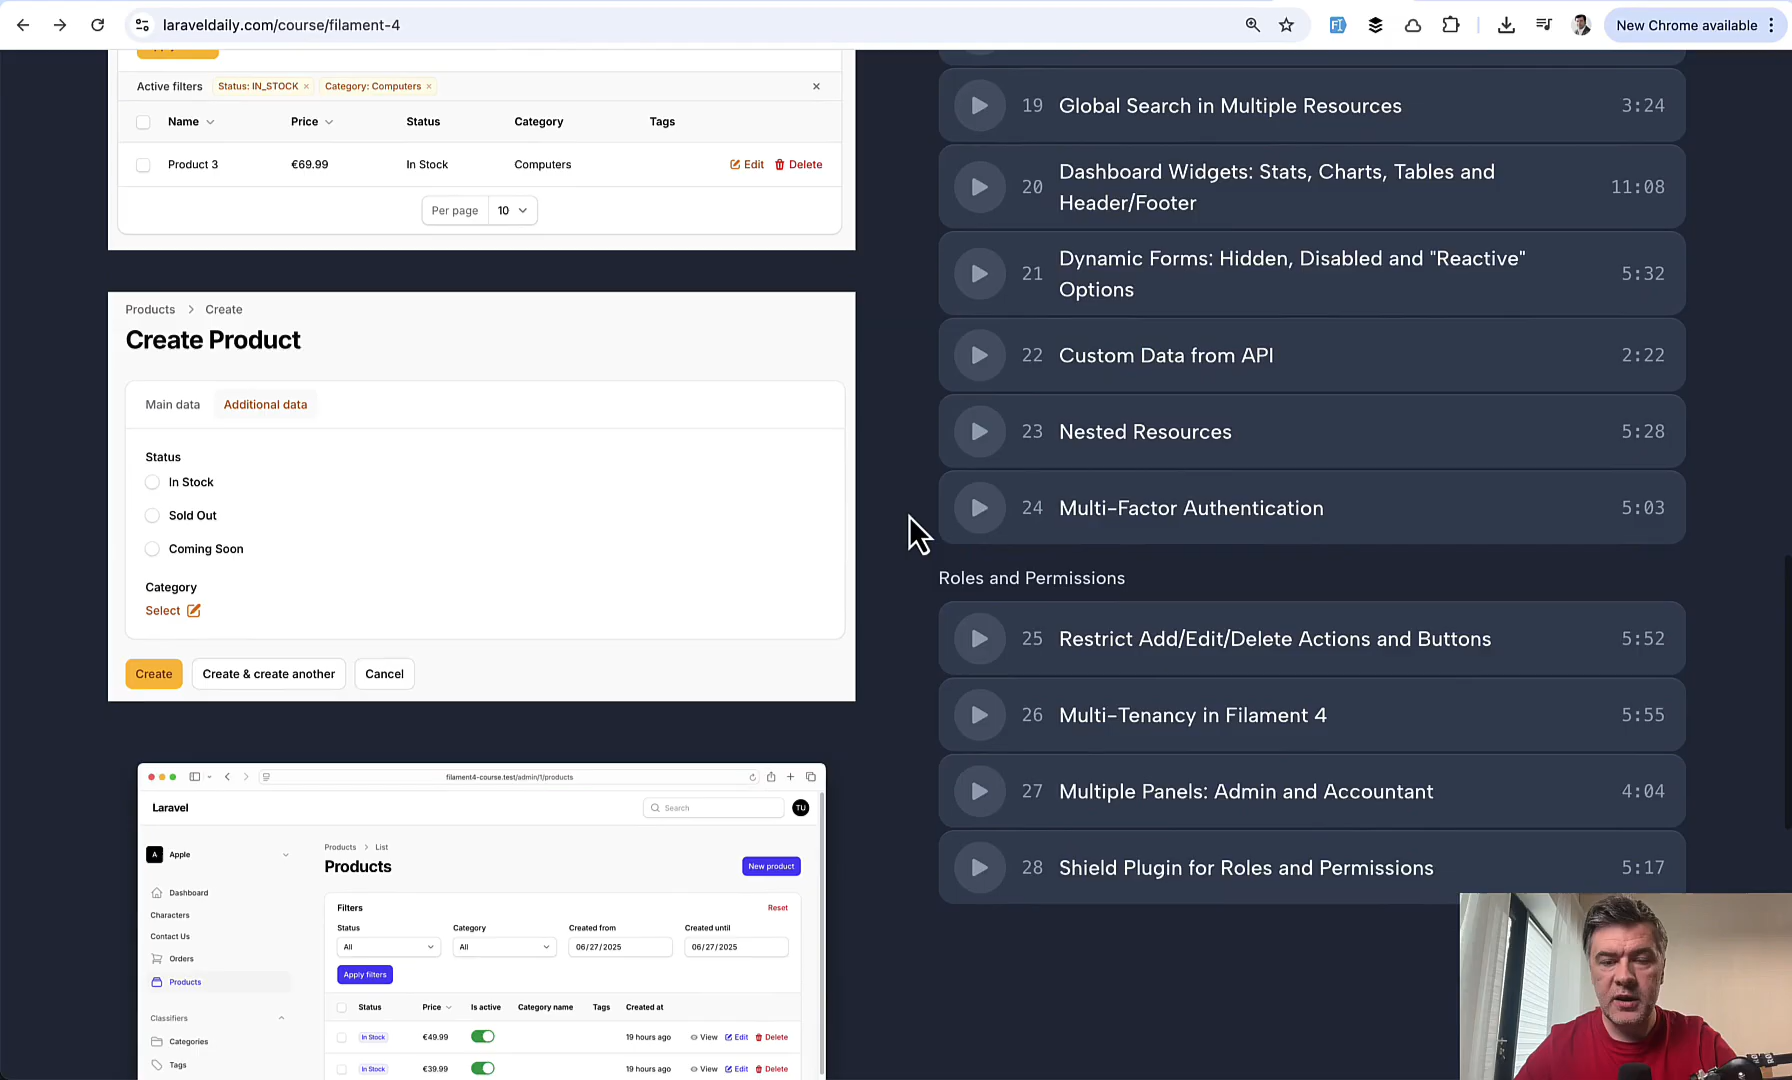 laraveldaily.com/course/filament-4
New Chrome available
Active filters
Status: IN_STOCK
Category: Computers
Name
Price
Status
Category
Tags
Product 3
€69.99
In Stock
Computers
Edit
Delete
Per page
10
Products
Create
Create Product
Main data
Additional data
Status
In Stock
Sold Out
Coming Soon
Category
Select
Create
Create & create another
Cancel
filament4-course.test/admin/1/products
Laravel
Search
TU
A
Apple
Dashboard
Characters
Contact Us
Orders
Products
Classifiers
Categories
Tags
Products
List
Products
New product
Filters
Reset
Status
Category
Created from
Created until
All
All
06/27/2025
06/27/2025
Apply filters
Status
Price
Is active
Category name
Tags
Created at
In Stock
€49.99
19 hours ago
View
Edit
Delete
In Stock
€39.99
19 hours ago
View
Edit
Delete
19 Global Search in Multiple Resources 3:24
20 Dashboard Widgets: Stats, Charts, Tables and
Header/Footer 11:08
21 Dynamic Forms: Hidden, Disabled and "Reactive"
Options 5:32
22 Custom Data from API 2:22
23 Nested Resources 5:28
24 Multi-Factor Authentication 5:03
Roles and Permissions
25 Restrict Add/Edit/Delete Actions and Buttons 5:52
26 Multi-Tenancy in Filament 4 5:55
27 Multiple Panels: Admin and Accountant 4:04
28 Shield Plugin for Roles and Permissions 5:17